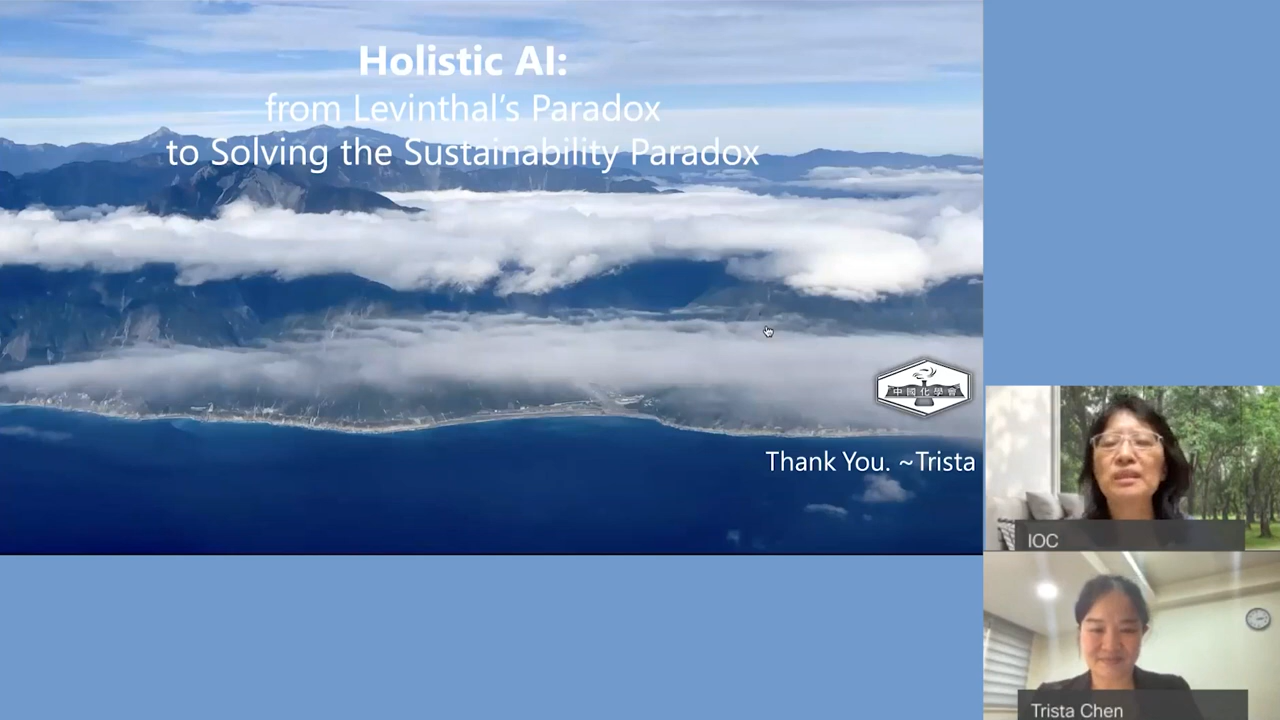 Holistic AI:
from Levinthal's Paradox
to Solving the Sustainability Paradox
中國化學會
Thank You. ~Trista
IOC
Trista Chen